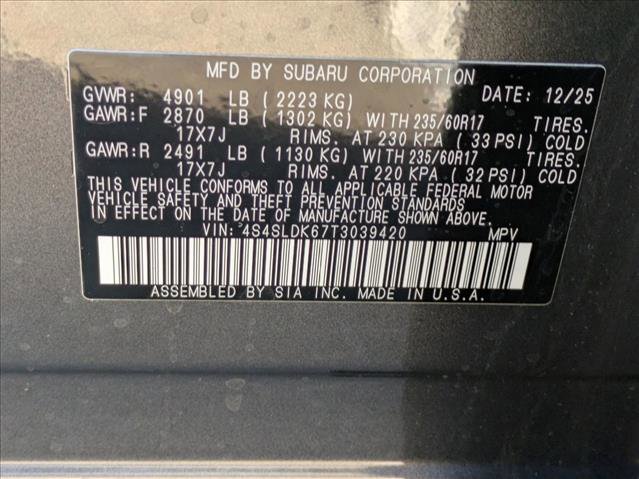 MFD BY SUBARU CORPORATION
GVWR: 4901 LB (2223 KG) DATE: 12/25
GAWR:F 2870 LB (1302 KG) WITH 235/60R17 TIRES.
17X7J RIMS. AT 230 KPA (33 PSI) COLD
GAWR:R 2491 LB (1130 KG) WITH 235/60R17 TIRES.
17X7J RIMS. AT 220 KPA (32 PSI) COLD
THIS VEHICLE CONFORMS TO ALL APPLICABLE FEDERAL MOTOR
VEHICLE SAFETY AND THEFT PREVENTION STANDARDS IN EFFECT
ON THE DATE OF MANUFACTURE SHOWN ABOVE.
VIN: 4S4SLDK67T3039420 MPV
ASSEMBLED BY SIA INC. MADE IN U.S.A.